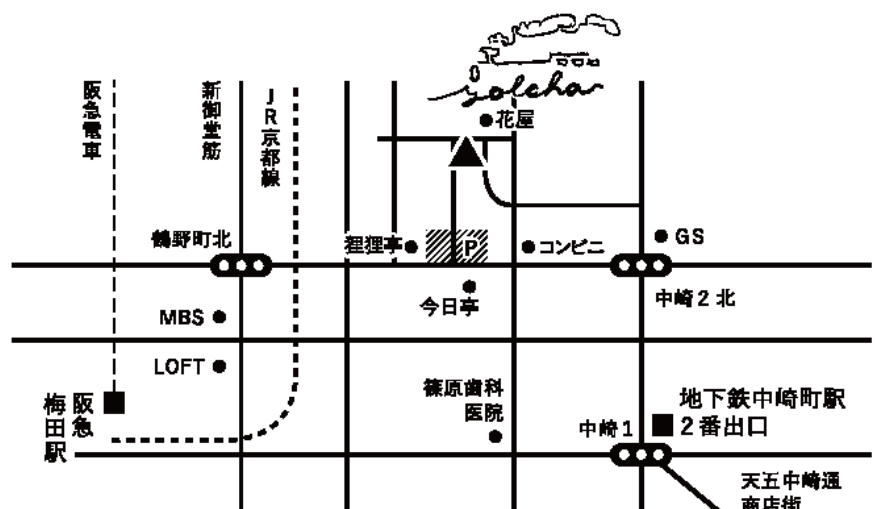 yolcha
花屋
阪急電車
新御堂筋
JR京都線
鶴野町北
狸狸亭
P
コンビニ
GS
中崎2北
今日亭
MBS
LOFT
阪急
梅田駅
篠原歯科
医院
中崎1
地下鉄中崎町駅
2番出口
天五中崎通
商店街